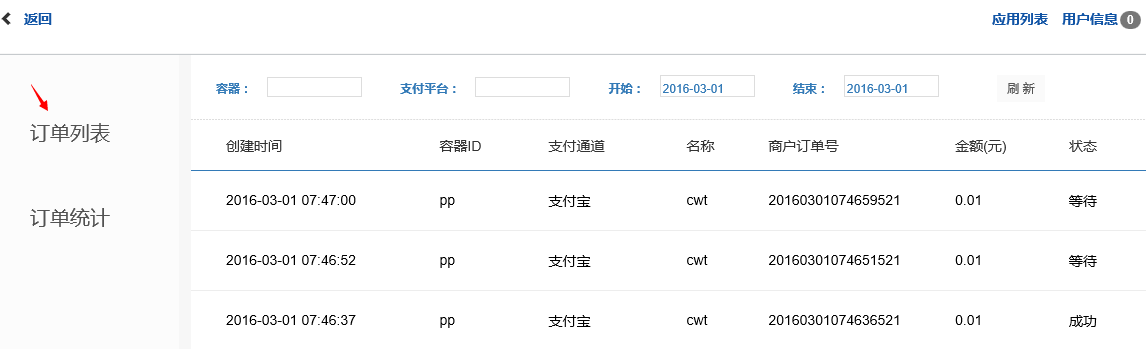 返回 应用列表 用户信息 0
容器： 支付平台： 开始： 2016-03-01 结束： 2016-03-01 刷 新
订单列表
订单统计
创建时间 容器ID 支付通道 名称 商户订单号 金额(元) 状态
2016-03-01 07:47:00 pp 支付宝 cwt 20160301074659521 0.01 等待
2016-03-01 07:46:52 pp 支付宝 cwt 20160301074651521 0.01 等待
2016-03-01 07:46:37 pp 支付宝 cwt 20160301074636521 0.01 成功